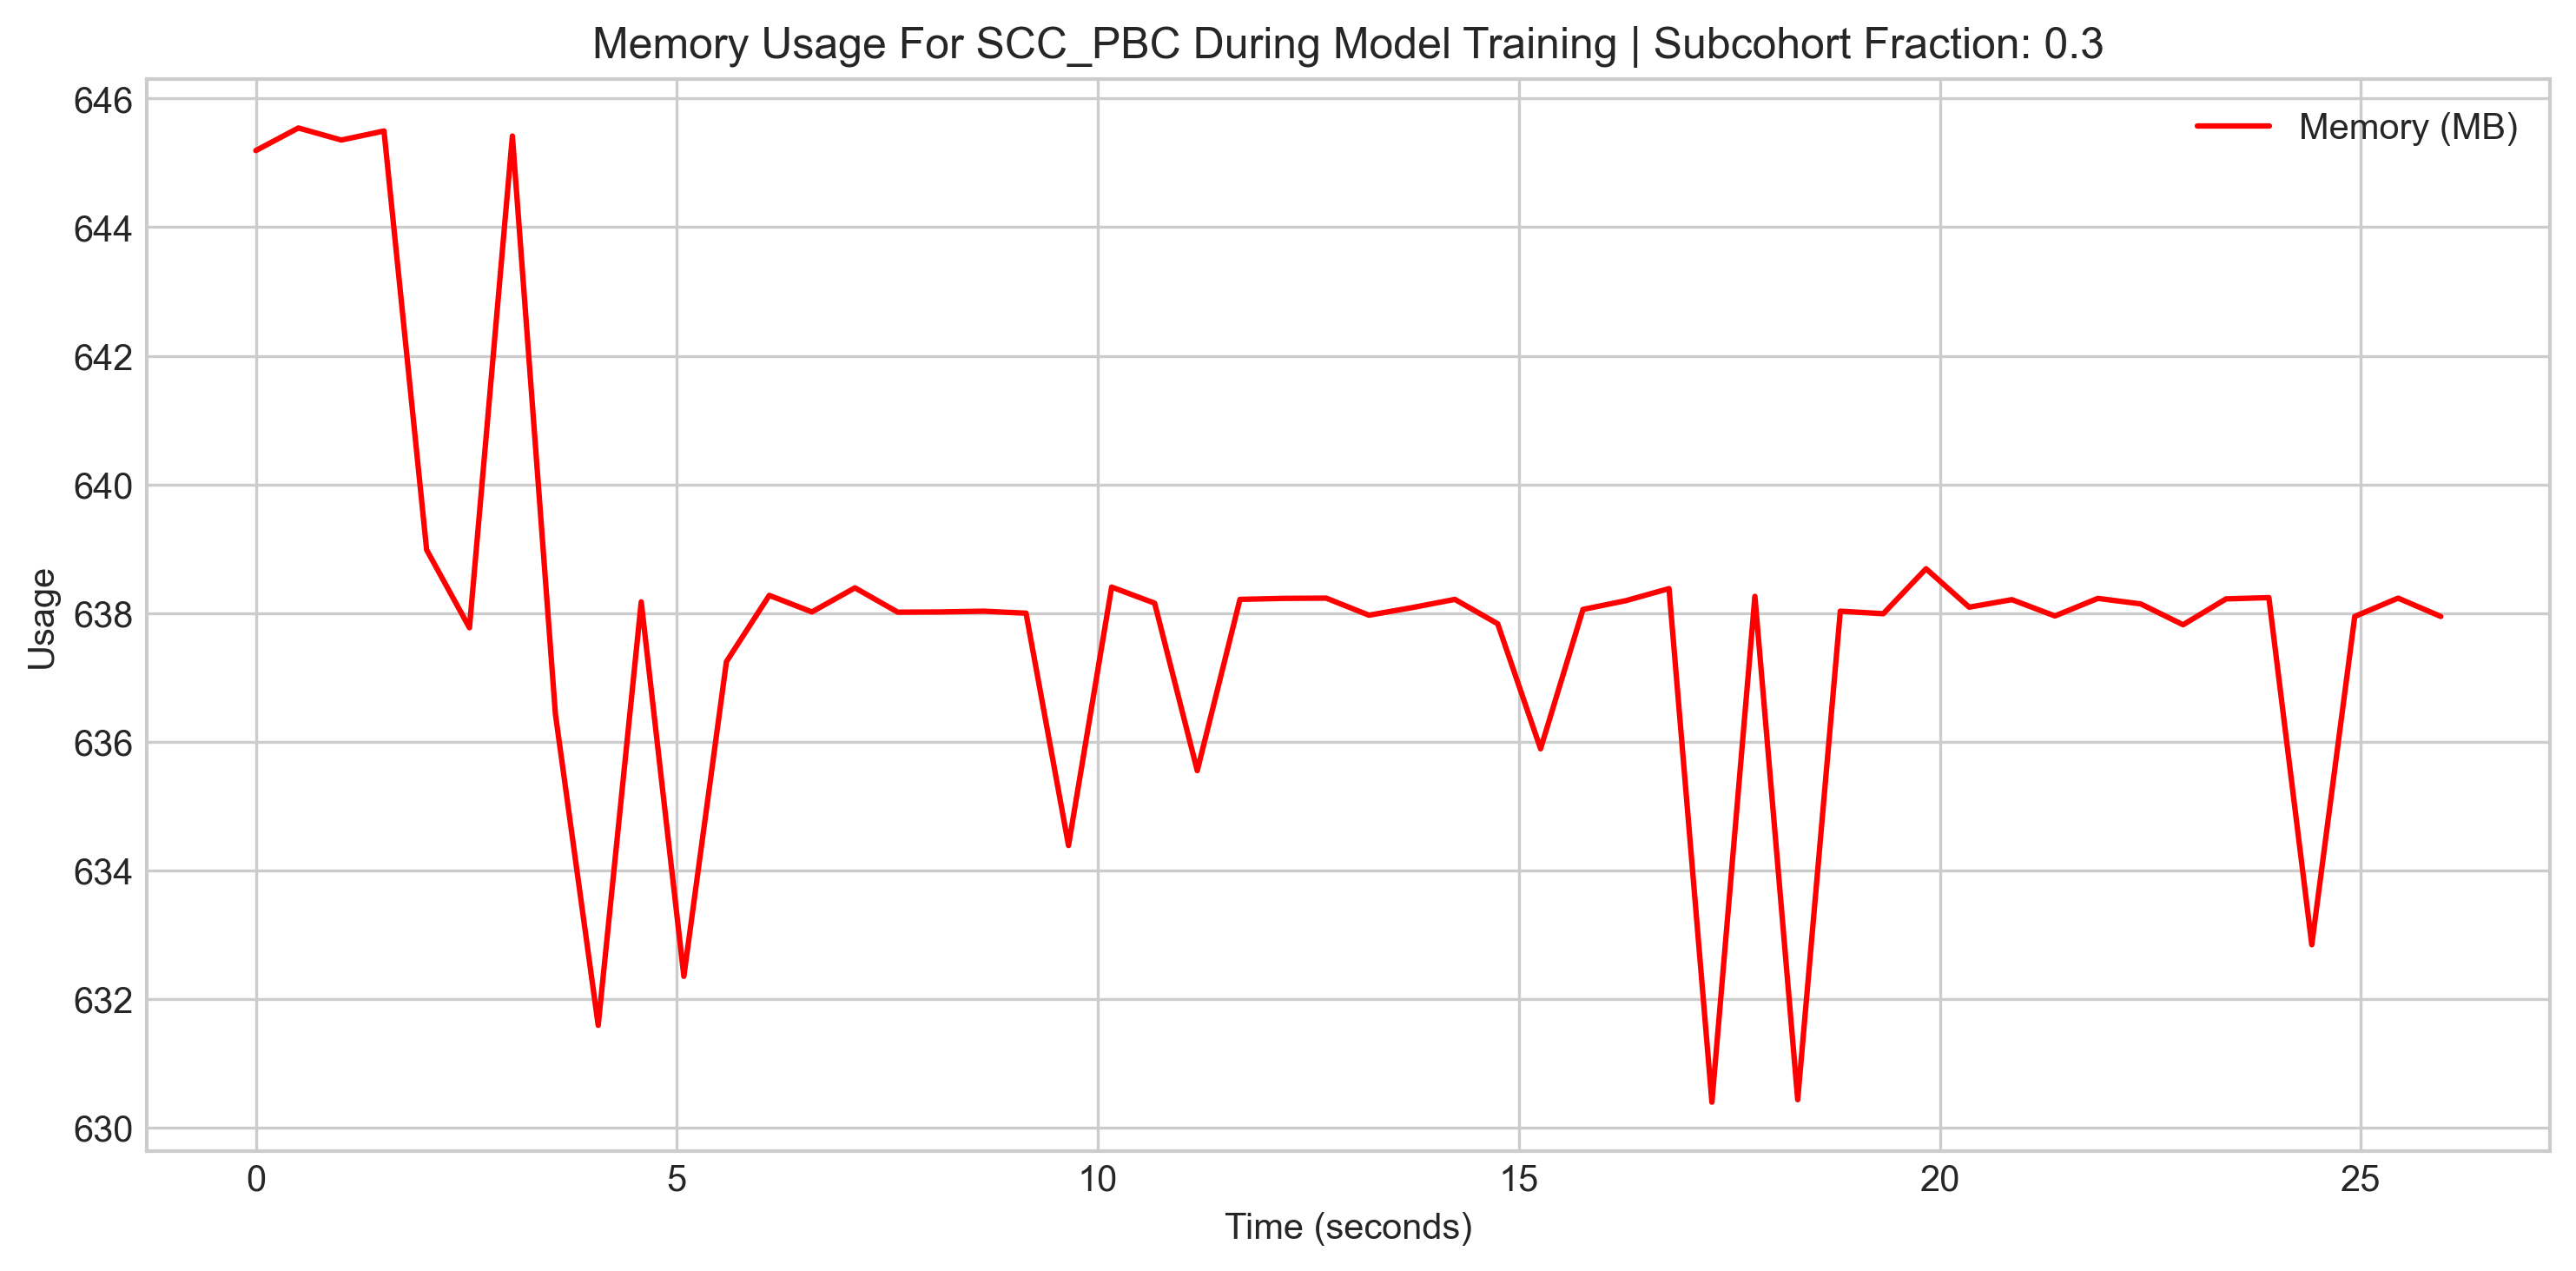 Memory Usage For SCC_PBC During Model Training | Subcohort Fraction: 0.3
646
644
642
640
638
636
634
632
630
Usage
Memory (MB)
0 5 10 15 20 25
Time (seconds)